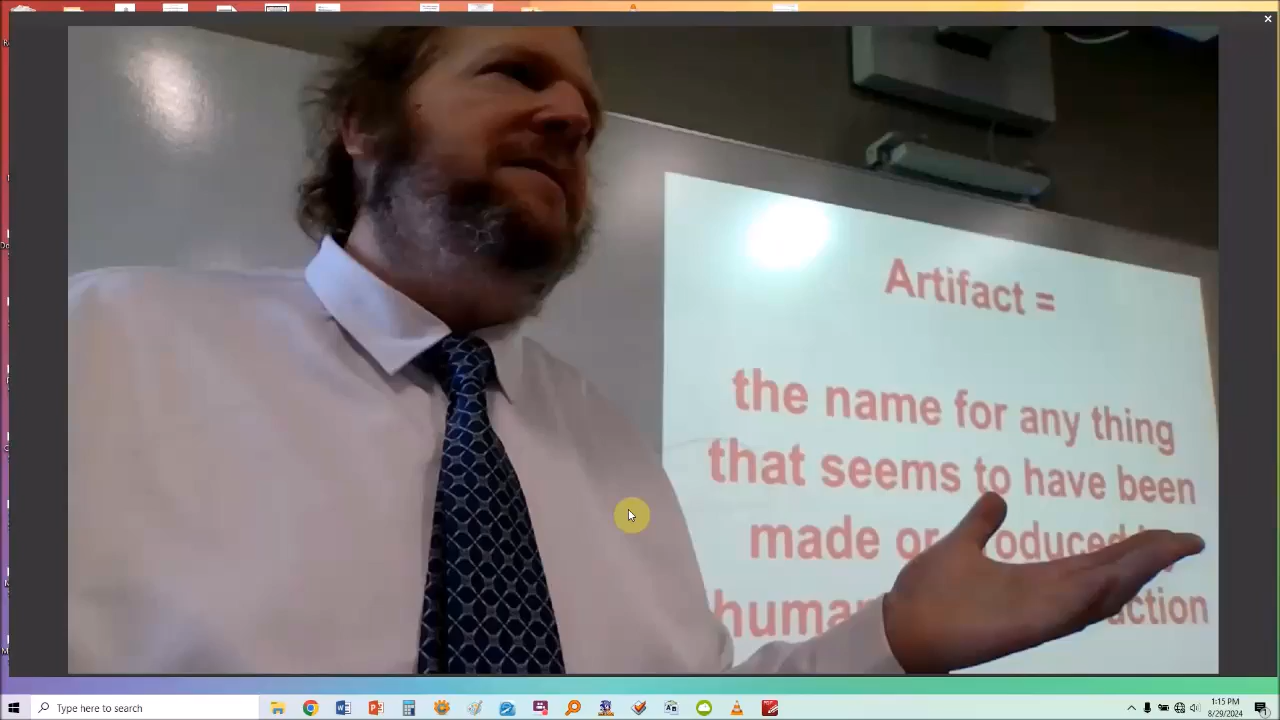 Artifact =
the name for any thing
that seems to have been
made or
human action
Type here to search
1:15 PM
8/29/2024